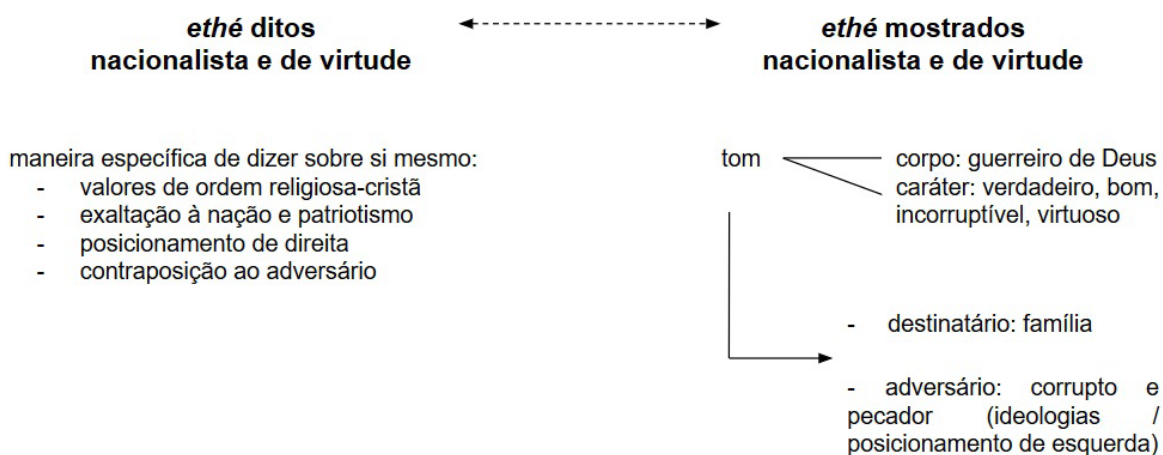 ethé ditos
nacionalista e de virtude
ethé mostrados
nacionalista e de virtude
maneira específica de dizer sobre si mesmo:
- valores de ordem religiosa-cristã
- exaltação à nação e patriotismo
- posicionamento de direita
- contraposição ao adversário
tom
corpo: guerreiro de Deus
caráter: verdadeiro, bom,
incorruptível, virtuoso
- destinatário: família
- adversário: corrupto e
pecador (ideologias /
posicionamento de esquerda)